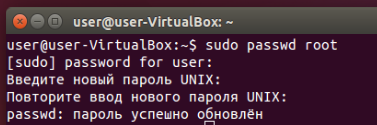 user@user-VirtualBox: ~
user@user-VirtualBox:~$ sudo passwd root
[sudo] password for user:
Введите новый пароль UNIX:
Повторите ввод нового пароля UNIX:
passwd: пароль успешно обновлён